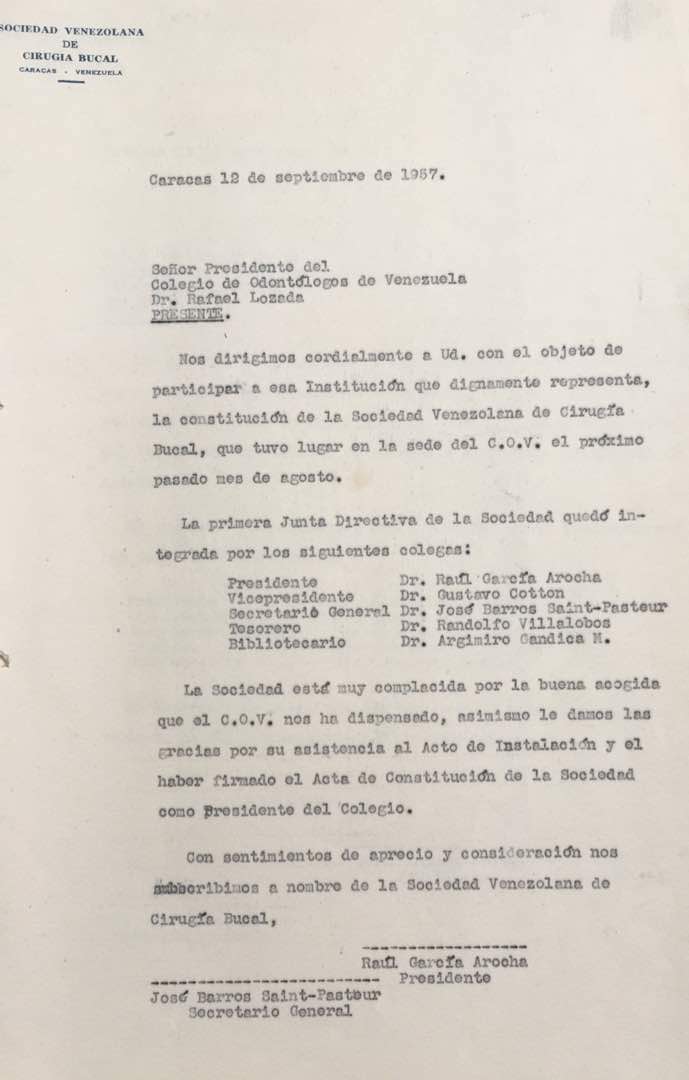 SOCIEDAD VENEZOLANA
DE
CIRUGIA BUCAL
CARACAS - VENEZUELA
Caracas 12 de septiembre de 1957.
Señor Presidente del
Colegio de Odontólogos de Venezuela
Dr. Rafael Lozada
PRESENTE.
Nos dirigimos cordialmente a Ud. con el objeto de
participar a esa Institución que dignamente representa,
la constitución de la Sociedad Venezolana de Cirugía
Bucal, que tuvo lugar en la sede del C.O.V. el próximo
pasado mes de agosto.
La primera Junta Directiva de la Sociedad quedó in-
tegrada por los siguientes colegas:
Presidente Dr. Raúl García Arocha
Vicepresidente Dr. Gustavo Cotton
Secretario General Dr. José Barros Saint-Pasteur
Tesorero Dr. Randolfo Villalobos
Bibliotecario Dr. Argimiro Gandica M.
La Sociedad está muy complacida por la buena acogida
que el C.O.V. nos ha dispensado, asimismo le damos las
gracias por su asistencia al Acto de Instalación y el
haber firmado el Acta de Constitución de la Sociedad
como Presidente del Colegio.
Con sentimientos de aprecio y consideración nos
subscribimos a nombre de la Sociedad Venezolana de
Cirugía Bucal,
Raúl García Arocha
Presidente
José Barros Saint-Pasteur
Secretario General